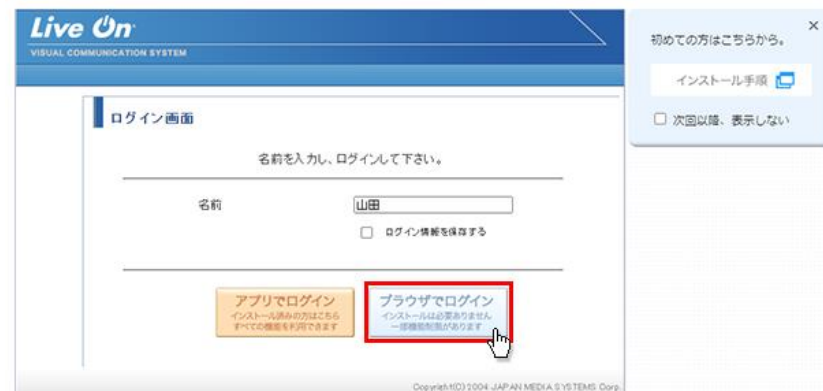 Live On
VISUAL COMMUNICATION SYSTEM
初めての方はこちらから。
×
インストール手順
次回以降、表示しない
ログイン画面
名前を入力し、ログインして下さい。
名前
山田
ログイン情報を保存する
アプリでログイン
インストール済みの方はこちら
すべての機能を利用できます
ブラウザでログイン
インストールは必要ありません
一部機能制限があります
Copyright(C)2004 JAPAN MEDIA SYSTEMS Corp.